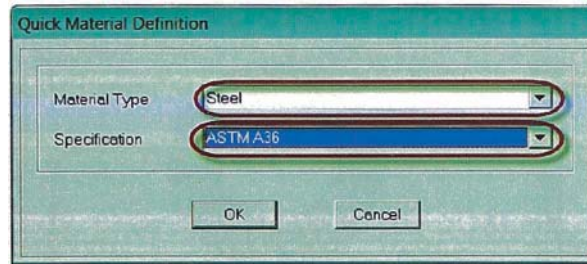 Quick Material Definition
Material Type Steel
Specification ASTM A36
OK Cancel